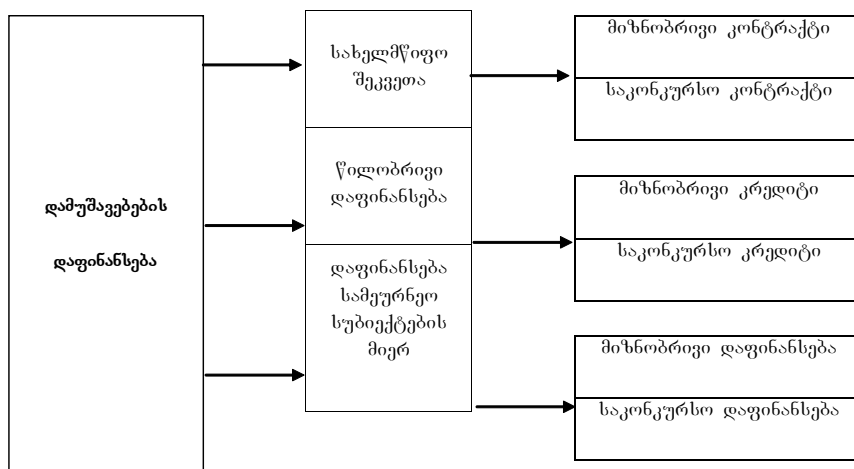 დამუშავებების
დაფინანსება
სახელმწიფო
შეკვეთა
წილობრივი
დაფინანსება
დაფინანსება
სამეურნეო
სუბიექტების
მიერ
მიზნობრივი კონტრაქტი
საკონკურსო კონტრაქტი
მიზნობრივი კრედიტი
საკონკურსო კრედიტი
მიზნობრივი დაფინანსება
საკონკურსო დაფინანსება